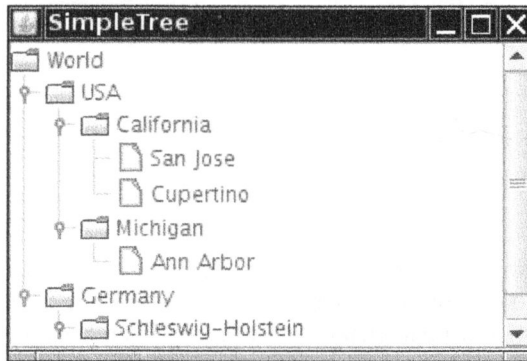 SimpleTree
World
USA
California
San Jose
Cupertino
Michigan
Ann Arbor
Germany
Schleswig-Holstein